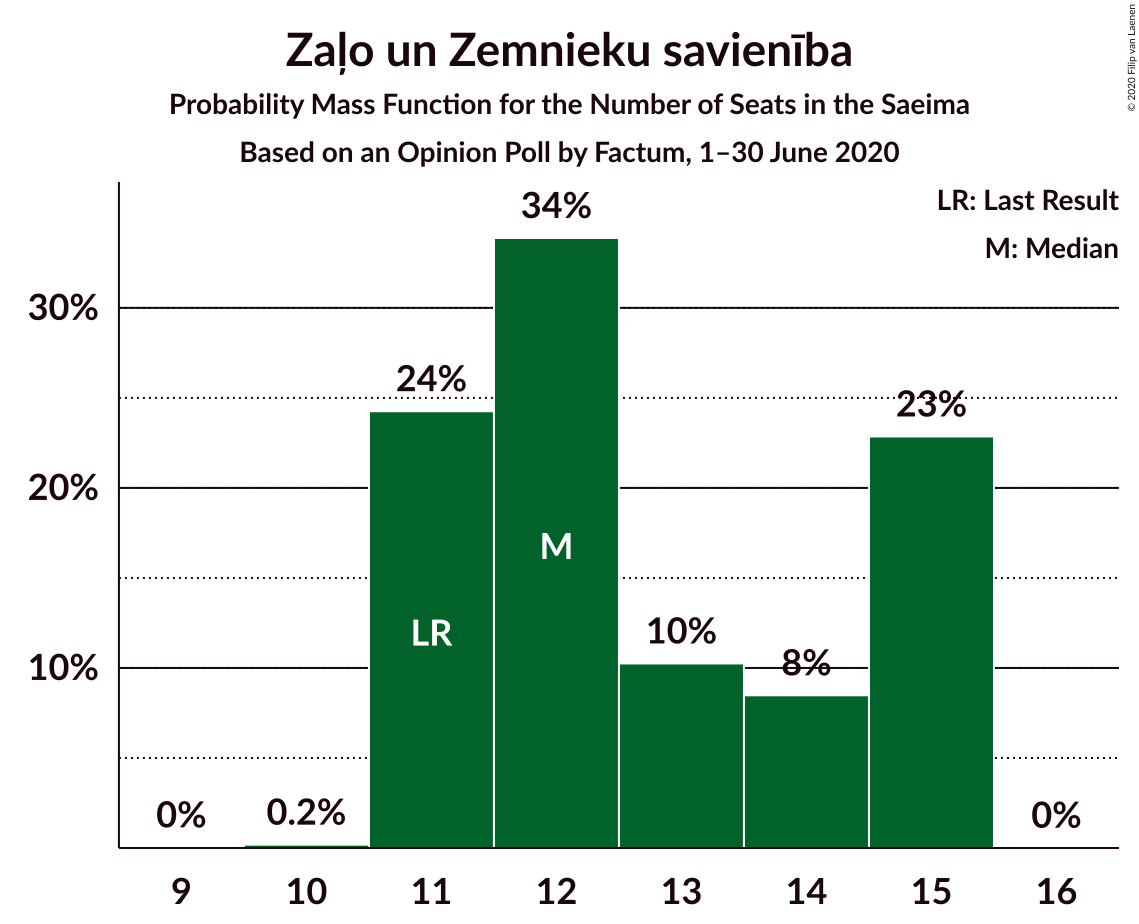 Zaļo un Zemnieku savienība
Probability Mass Function for the Number of Seats in the Saeima
Based on an Opinion Poll by Factum, 1–30 June 2020
© 2020 Filip van Laenen
LR: Last Result
M: Median
34%
30%
24%
23%
20%
M
LR
10%
10%
8%
0%
0.2%
0%
9 10 11 12 13 14 15 16